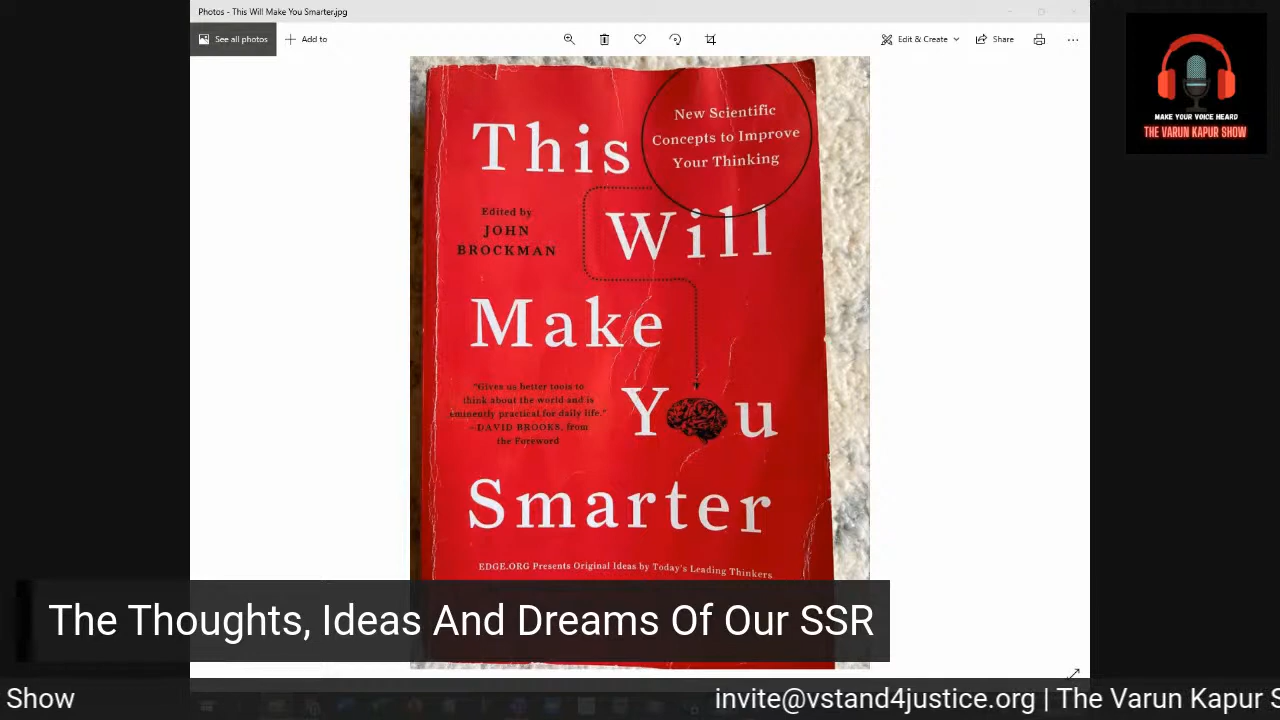 Photos - This Will Make You Smarter.jpg
See all photos
Add to
Edit & Create
Share
MAKE YOUR VOICE HEARD
THE VARUN KAPUR SHOW
New Scientific
Concepts to Improve
Your Thinking
This
Edited by
JOHN
BROCKMAN
Will
Make
"Gives us better tools to
think about the world and is
eminently practical for daily life."
—DAVID BROOKS, from
the Foreword
Y u
Smarter
EDGE.ORG Presents Original Ideas by Today's Leading Thinkers
The Thoughts, Ideas And Dreams Of Our SSR
Show
invite@vstand4justice.org | The Varun Kapur S